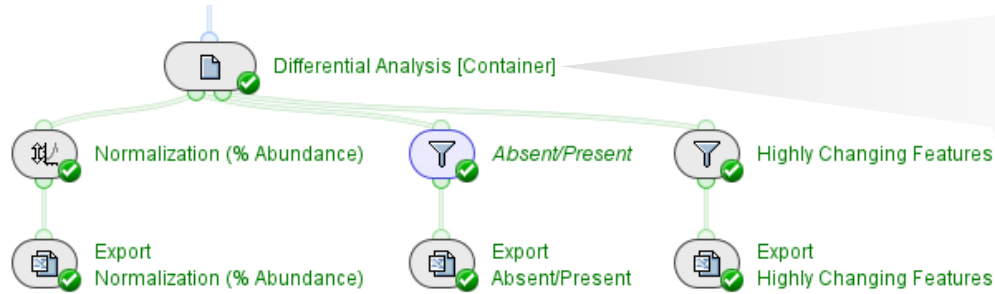 Differential Analysis [Container]
Normalization (% Abundance)
Absent/Present
Highly Changing Features
Export
Normalization (% Abundance)
Export
Absent/Present
Export
Highly Changing Features